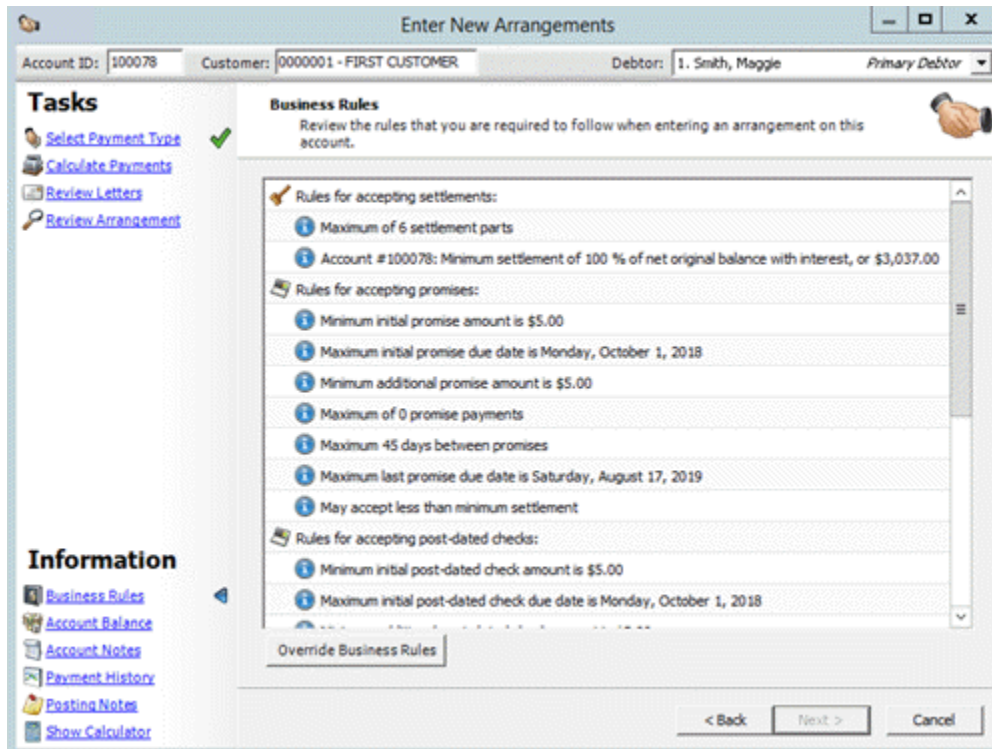 Enter New Arrangements
Account ID: 100078 Customer: 0000001 - FIRST CUSTOMER Debtor: 1. Smith, Maggie Primary Debtor
Tasks
Select Payment Type
Calculate Payments
Review Letters
Review Arrangement
Business Rules
Review the rules that you are required to follow when entering an arrangement on this
account.
Rules for accepting settlements:
Maximum of 6 settlement parts
Account #100078: Minimum settlement of 100 % of net original balance with interest, or $3,037.00
Rules for accepting promises:
Minimum initial promise amount is $5.00
Maximum initial promise due date is Monday, October 1, 2018
Minimum additional promise amount is $5.00
Maximum of 0 promise payments
Maximum 45 days between promises
Maximum last promise due date is Saturday, August 17, 2019
May accept less than minimum settlement
Rules for accepting post-dated checks:
Minimum initial post-dated check amount is $5.00
Maximum initial post-dated check due date is Monday, October 1, 2018
Information
Business Rules
Account Balance
Account Notes
Payment History
Posting Notes
Show Calculator
Override Business Rules
< Back Next > Cancel